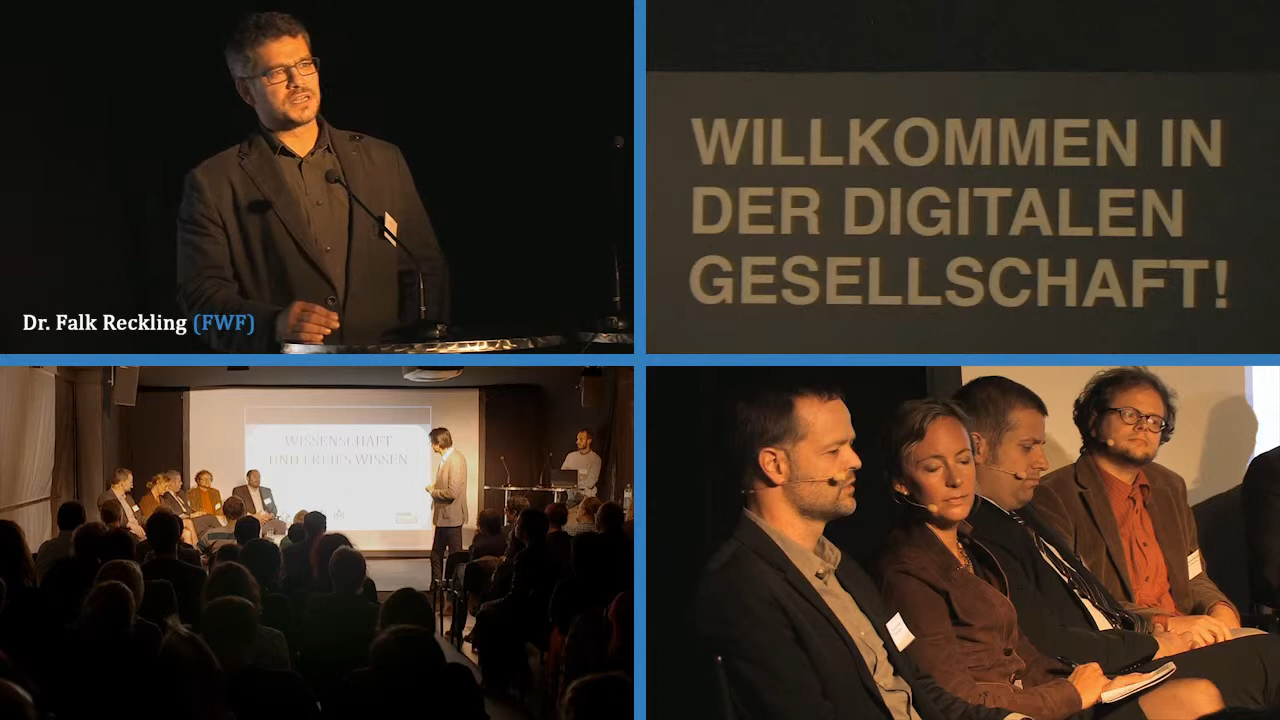 Dr. Falk Reckling (FWF)
WILLKOMMEN IN
DER DIGITALEN
GESELLSCHAFT!
WISSENSCHAFT
UND FREIES WISSEN